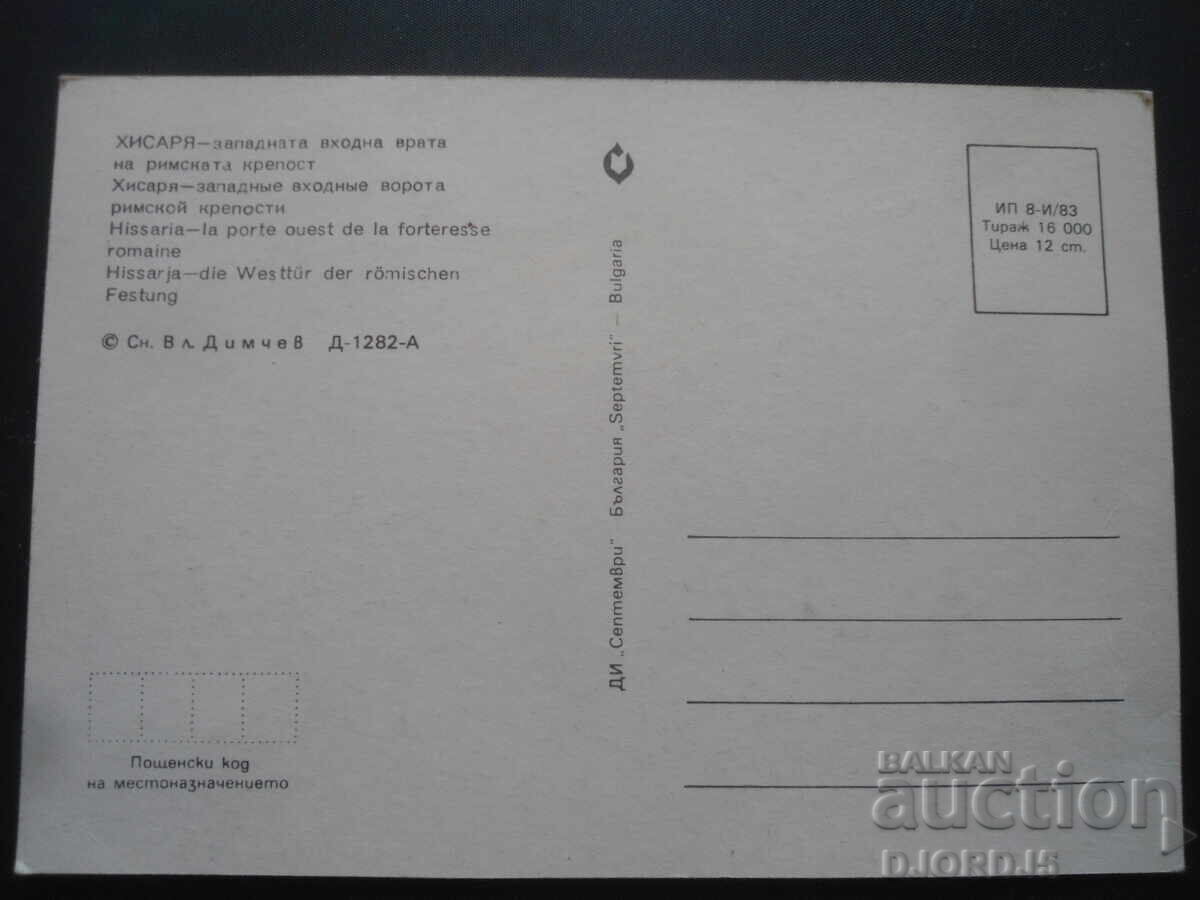 ХИСАРЯ—западната входна врата
на римската крепост
Хисаря—западные входные ворота
римской крепости
Hissaria—la porte ouest de la forteresse
romaine
Hissarja—die Westtür der römischen
Festung
© Сн. Вл. Димчев Д-1282-А
ДИ „Септември" България „Septemvri" — Bulgaria
ИП 8-И/83
Тираж 16 000
Цена 12 ст.
Пощенски код
на местоназначението
BALKAN
auction
DJORDJ5